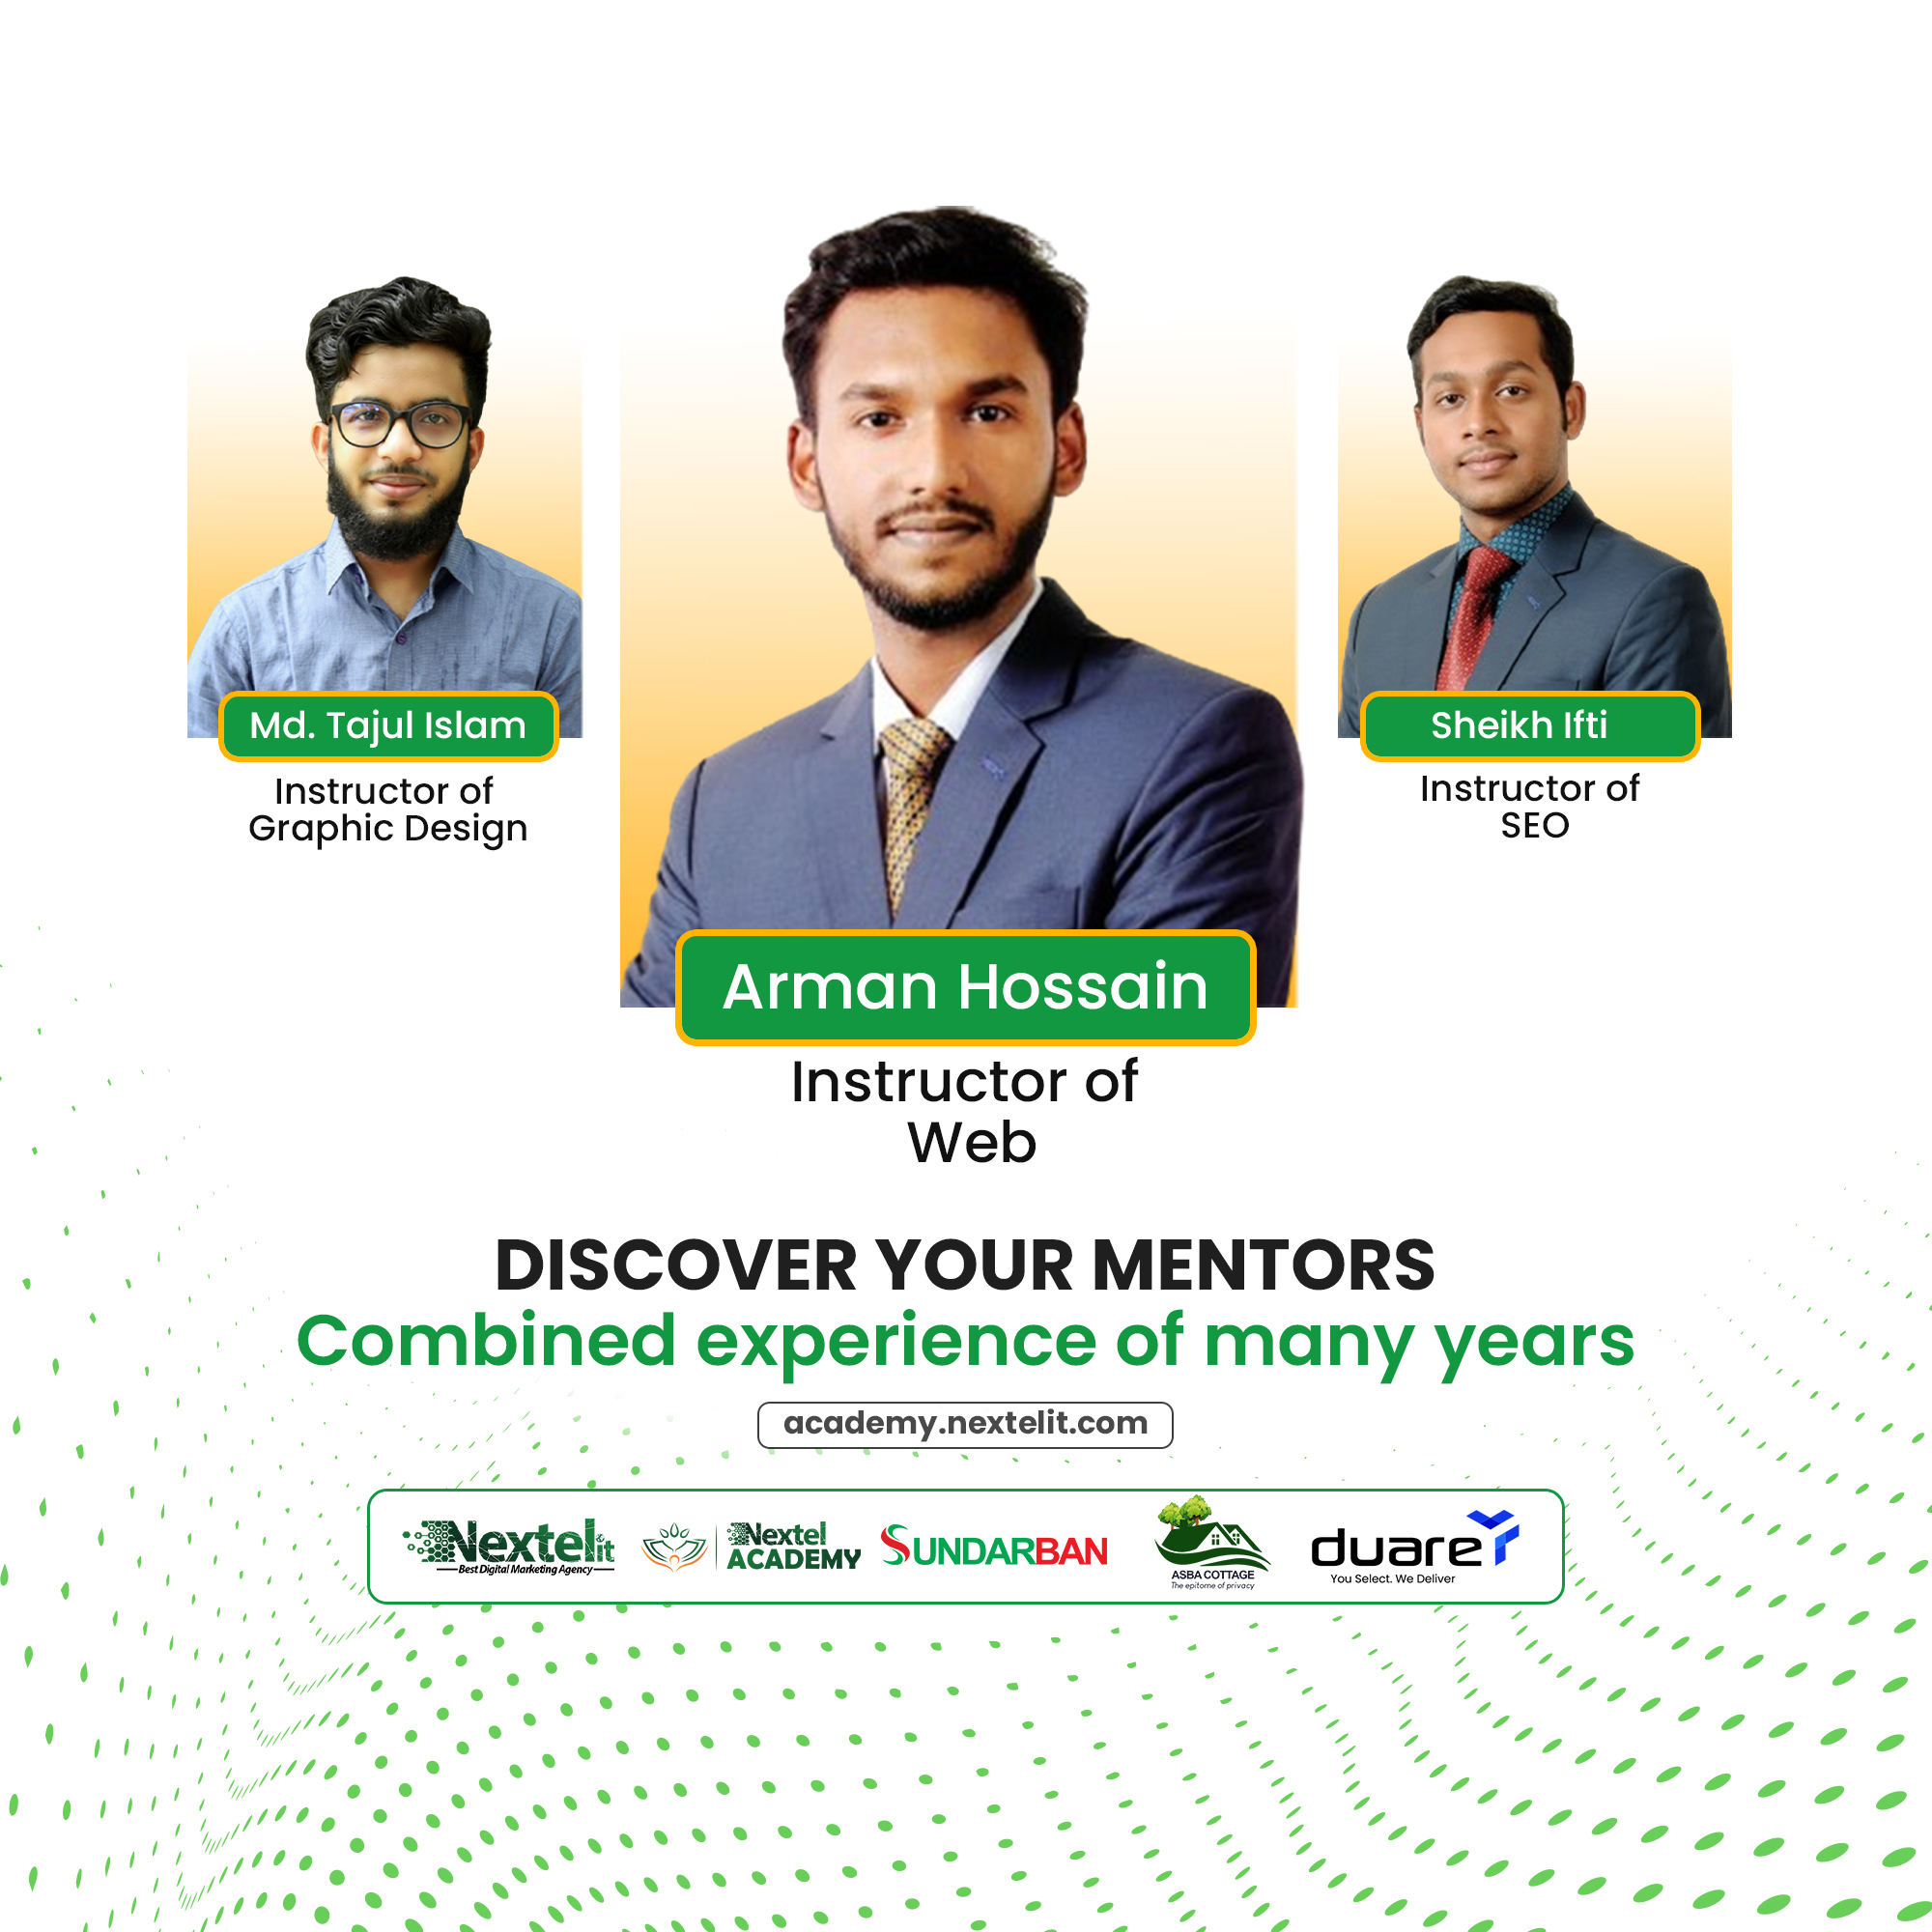 Md. Tajul Islam
Instructor of
Graphic Design
Arman Hossain
Instructor of
Web
Sheikh Ifti
Instructor of
SEO
DISCOVER YOUR MENTORS
Combined experience of many years
academy.nextelit.com
Nextel it
Best Digital Marketing Agency
Nextel
ACADEMY
SUNDARBAN
ASBA COTTAGE
The epitome of privacy
duare
You Select. We Deliver